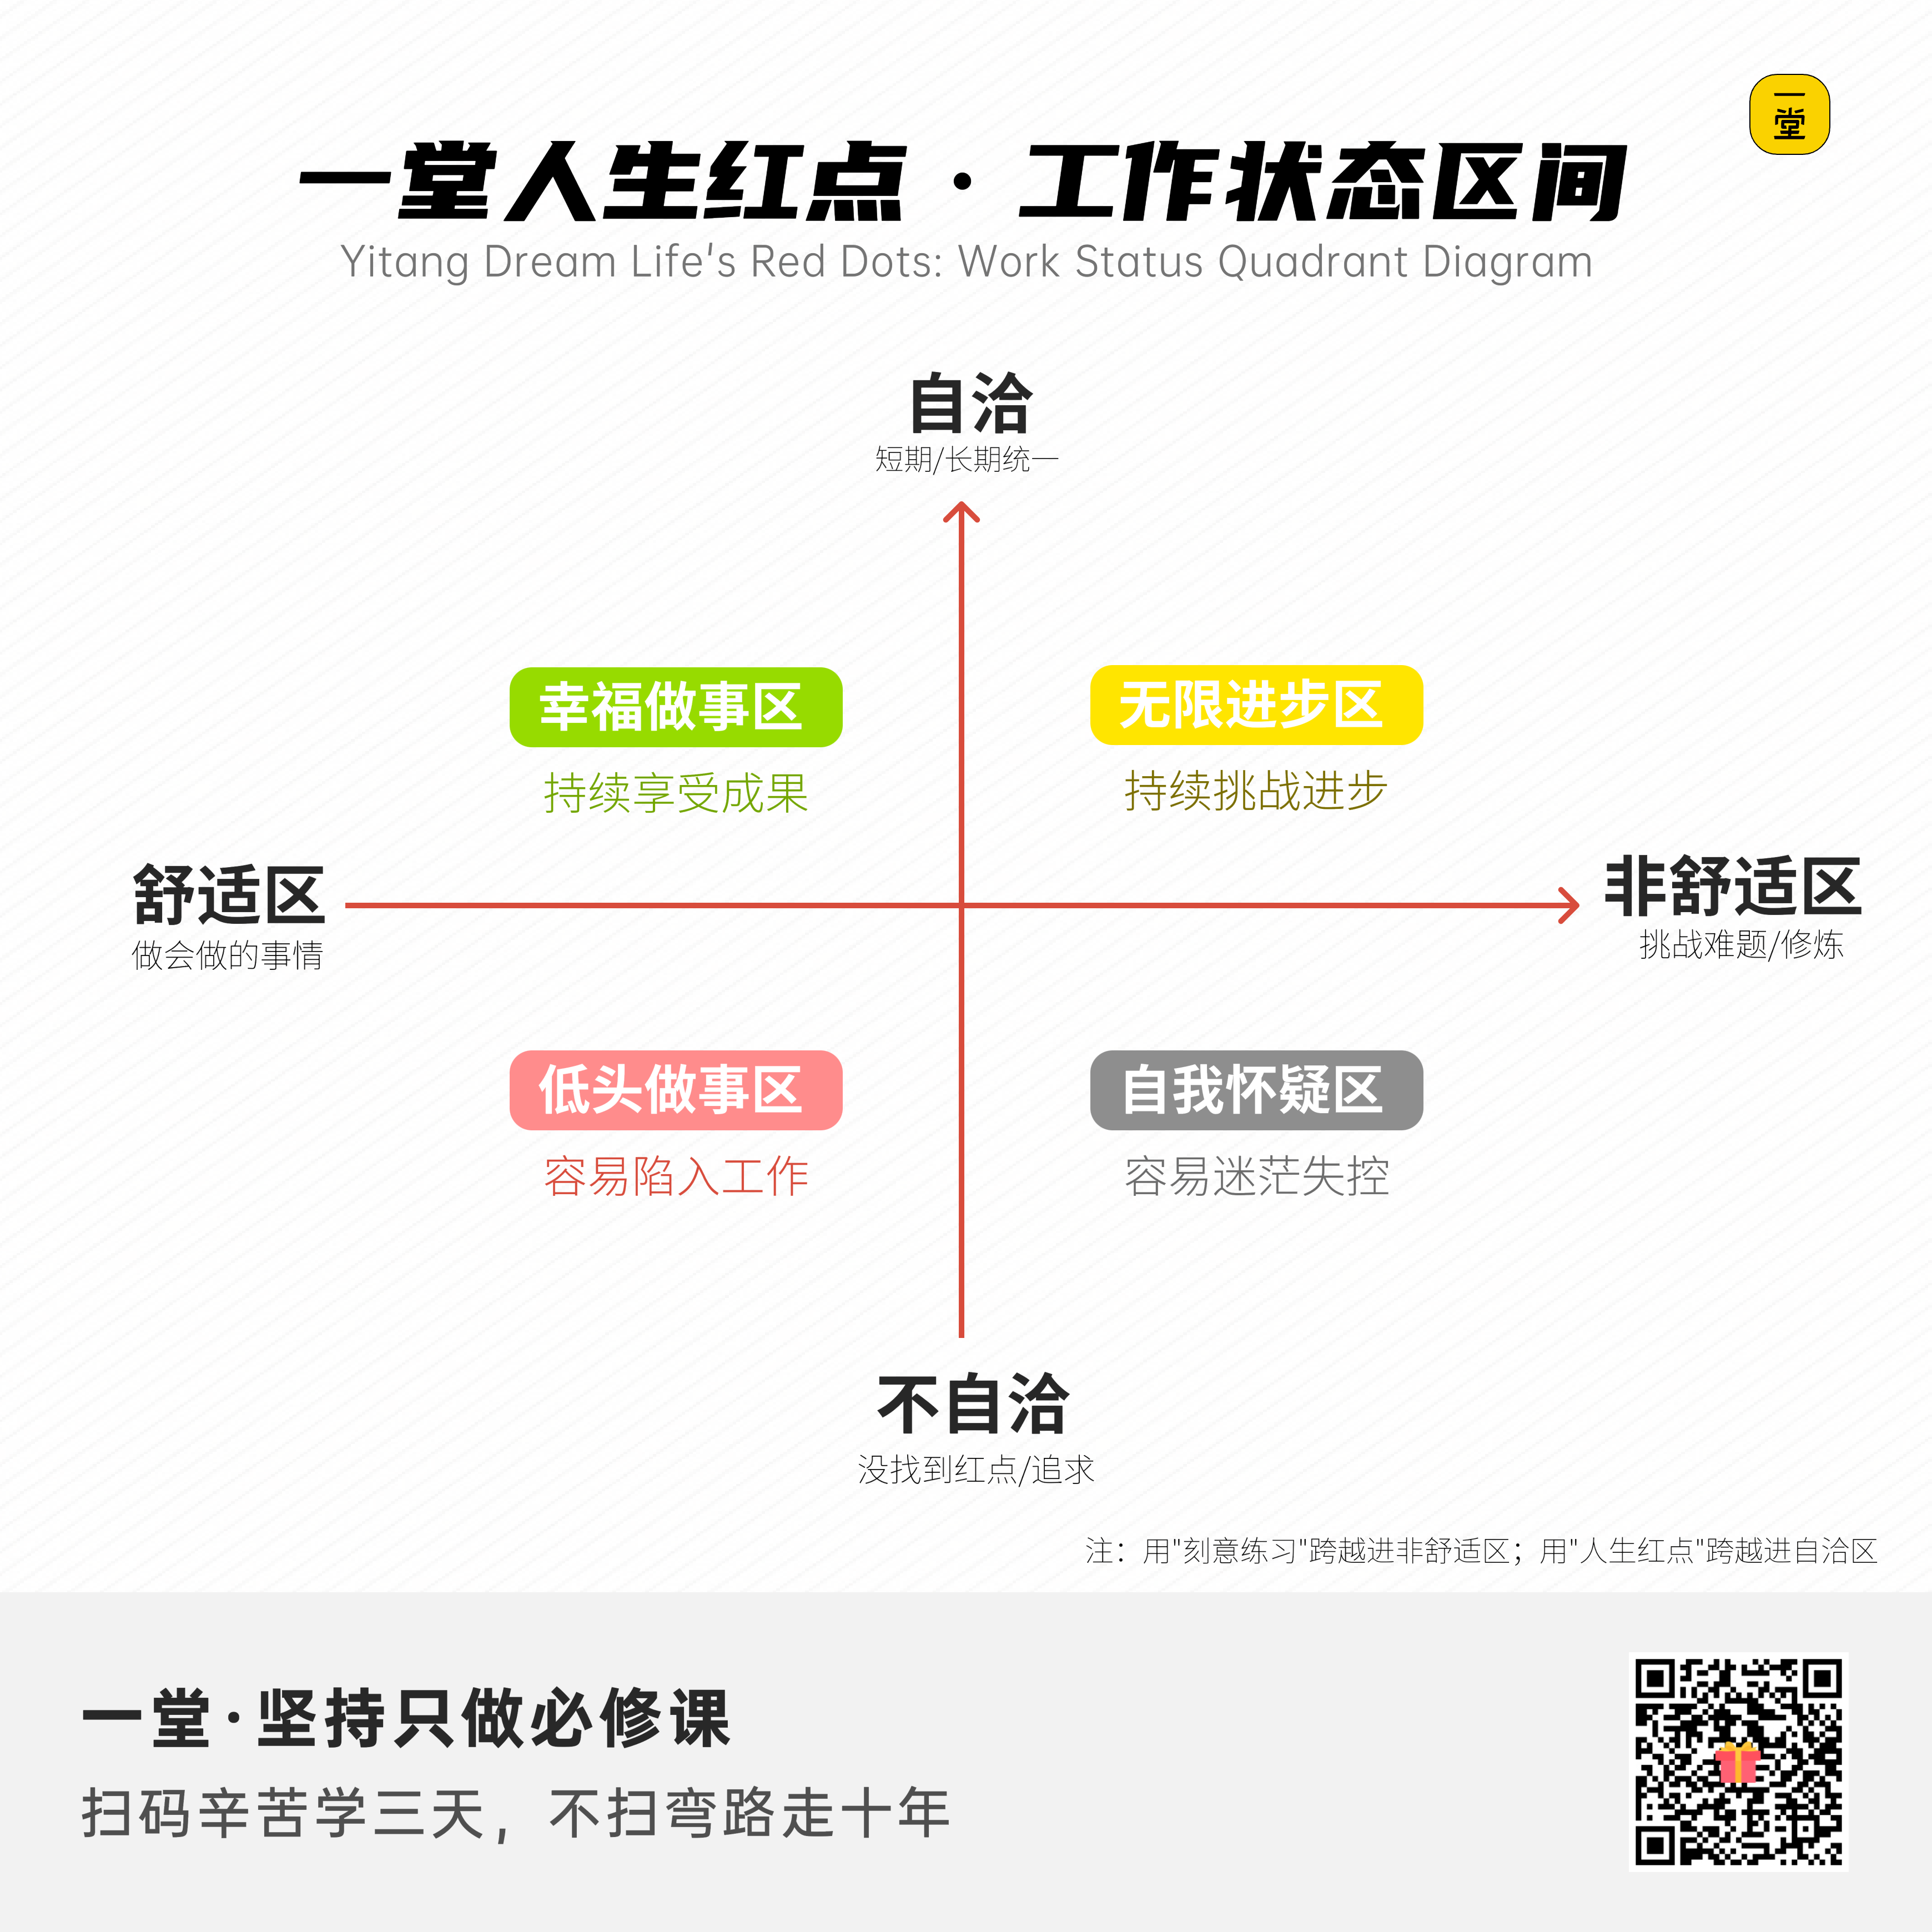 一堂
一堂人生红点 · 工作状态区间
Yitang Dream Life's Red Dots: Work Status Quadrant Diagram
自洽
短期/长期统一
幸福做事区
持续享受成果
无限进步区
持续挑战进步
舒适区
做会做的事情
非舒适区
挑战难题/修炼
低头做事区
容易陷入工作
自我怀疑区
容易迷茫失控
不自洽
没找到红点/追求
注：用"刻意练习"跨越进非舒适区；用"人生红点"跨越进自洽区
一堂·坚持只做必修课
扫码辛苦学三天，不扫弯路走十年